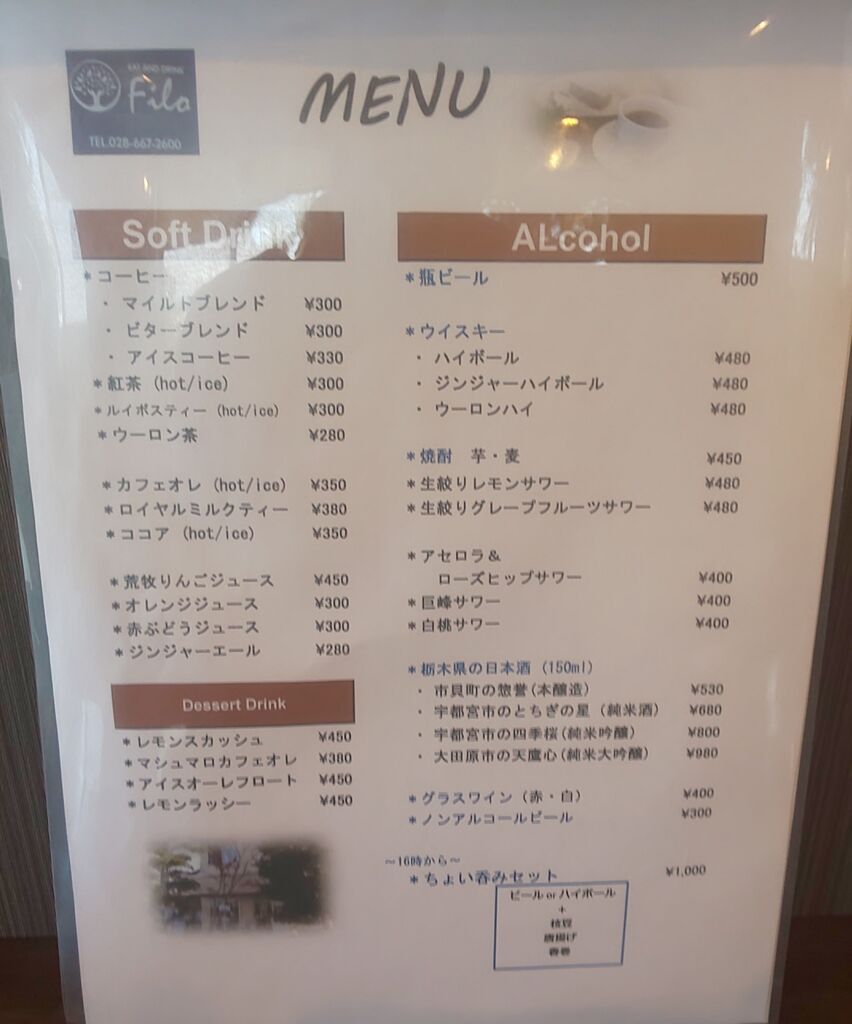 EAT AND DRINK
Filo
TEL.028-667-2600
MENU
Soft Drink
＊コーヒー
・ マイルドブレンド ¥300
・ ビターブレンド ¥300
・ アイスコーヒー ¥330
＊紅茶 (hot/ice) ¥300
＊ルイボスティー (hot/ice) ¥300
＊ウーロン茶 ¥280
＊カフェオレ (hot/ice) ¥350
＊ロイヤルミルクティー ¥380
＊ココア (hot/ice) ¥350
＊荒牧りんごジュース ¥450
＊オレンジジュース ¥300
＊赤ぶどうジュース ¥300
＊ジンジャーエール ¥280
Dessert Drink
＊レモンスカッシュ ¥450
＊マシュマロカフェオレ ¥380
＊アイスオーレフロート ¥450
＊レモンラッシー ¥450
ALcohol
＊瓶ビール ¥500
＊ウイスキー
・ ハイボール ¥480
・ ジンジャーハイボール ¥480
・ ウーロンハイ ¥480
＊焼酎　芋・麦 ¥450
＊生絞りレモンサワー ¥480
＊生絞りグレープフルーツサワー ¥480
＊アセロラ＆
ローズヒップサワー ¥400
＊巨峰サワー ¥400
＊白桃サワー ¥400
＊栃木県の日本酒 (150ml)
・ 市貝町の惣誉(本醸造) ¥530
・ 宇都宮市のとちぎの星 (純米酒) ¥680
・ 宇都宮市の四季桜(純米吟醸) ¥800
・ 大田原市の天鷹心(純米大吟醸) ¥980
＊グラスワイン (赤・白) ¥400
＊ノンアルコールビール ¥300
～16時から～
＊ちょい呑みセット ¥1,000
ビール or ハイボール
+
枝豆
唐揚げ
春巻